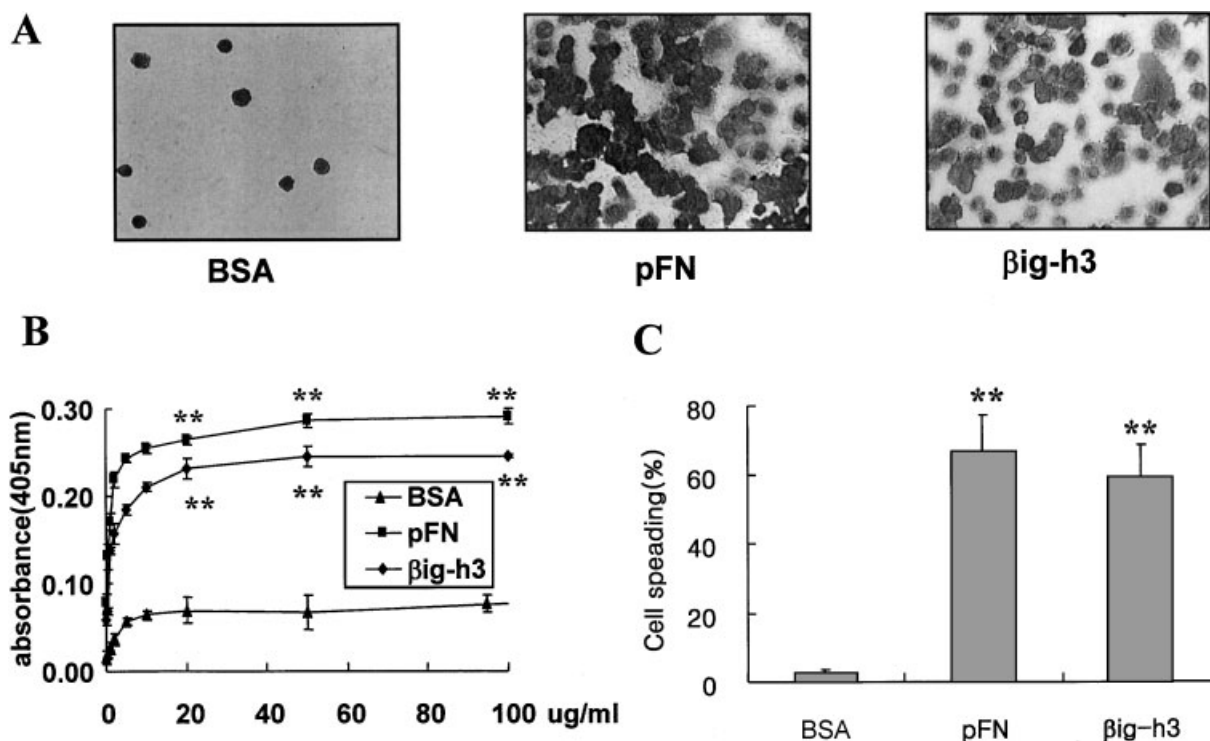 A
BSA
pFN
βig-h3
B
absorbance(405nm)
0.30
0.20
0.10
0.00
**
**
**
**
**
**
BSA
pFN
βig-h3
0 20 40 60 80 100 ug/ml
C
Cell speading(%)
80
60
40
20
0
**
**
BSA pFN βig-h3